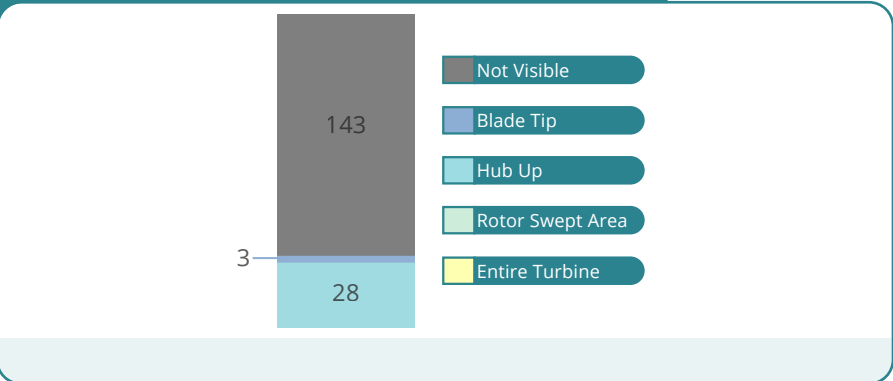 143
3
28
Not Visible
Blade Tip
Hub Up
Rotor Swept Area
Entire Turbine